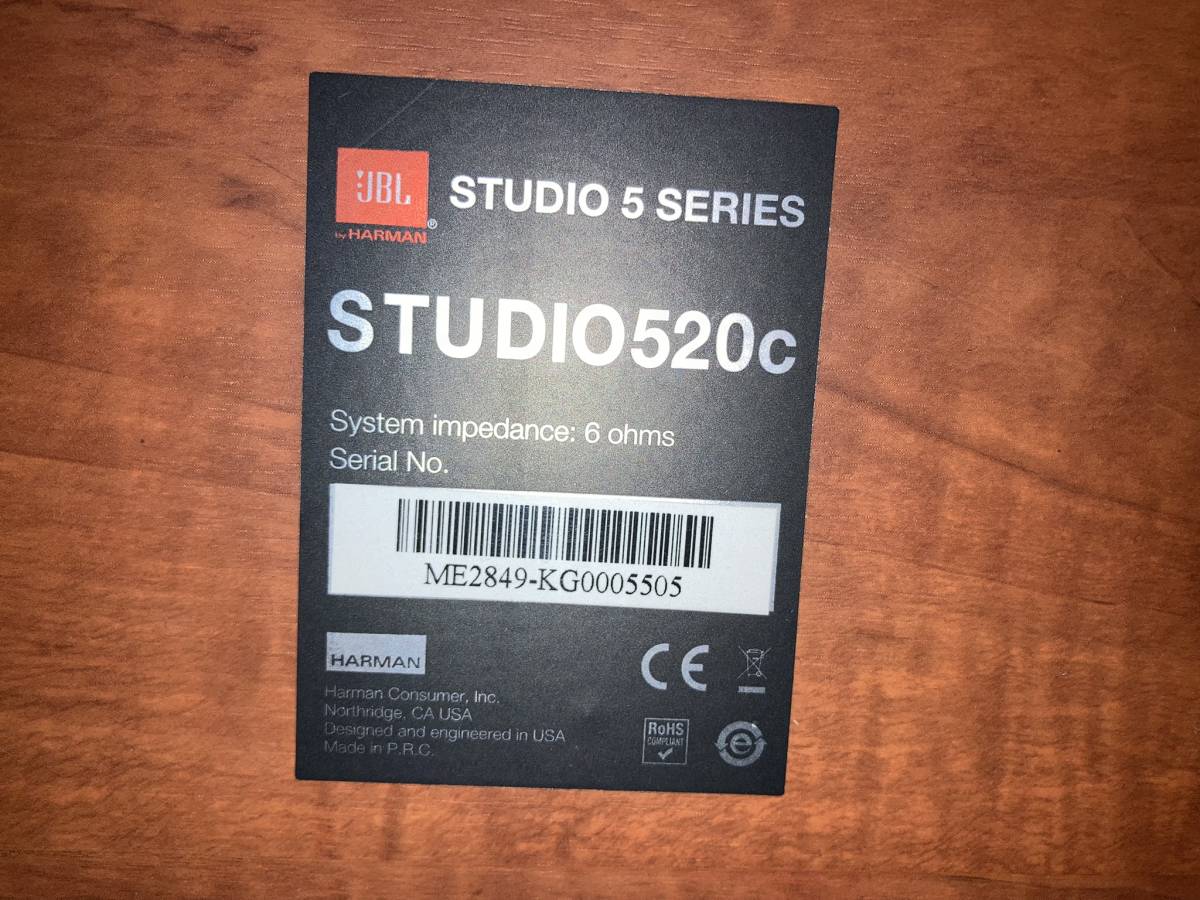 JBL
®
by HARMAN
STUDIO 5 SERIES
STUDIO520c
System impedance: 6 ohms
Serial No.
ME2849-KG0005505
HARMAN
Harman Consumer, Inc.
Northridge, CA USA
Designed and engineered in USA
Made in P.R.C.
CE
RoHS
COMPLIANT
e